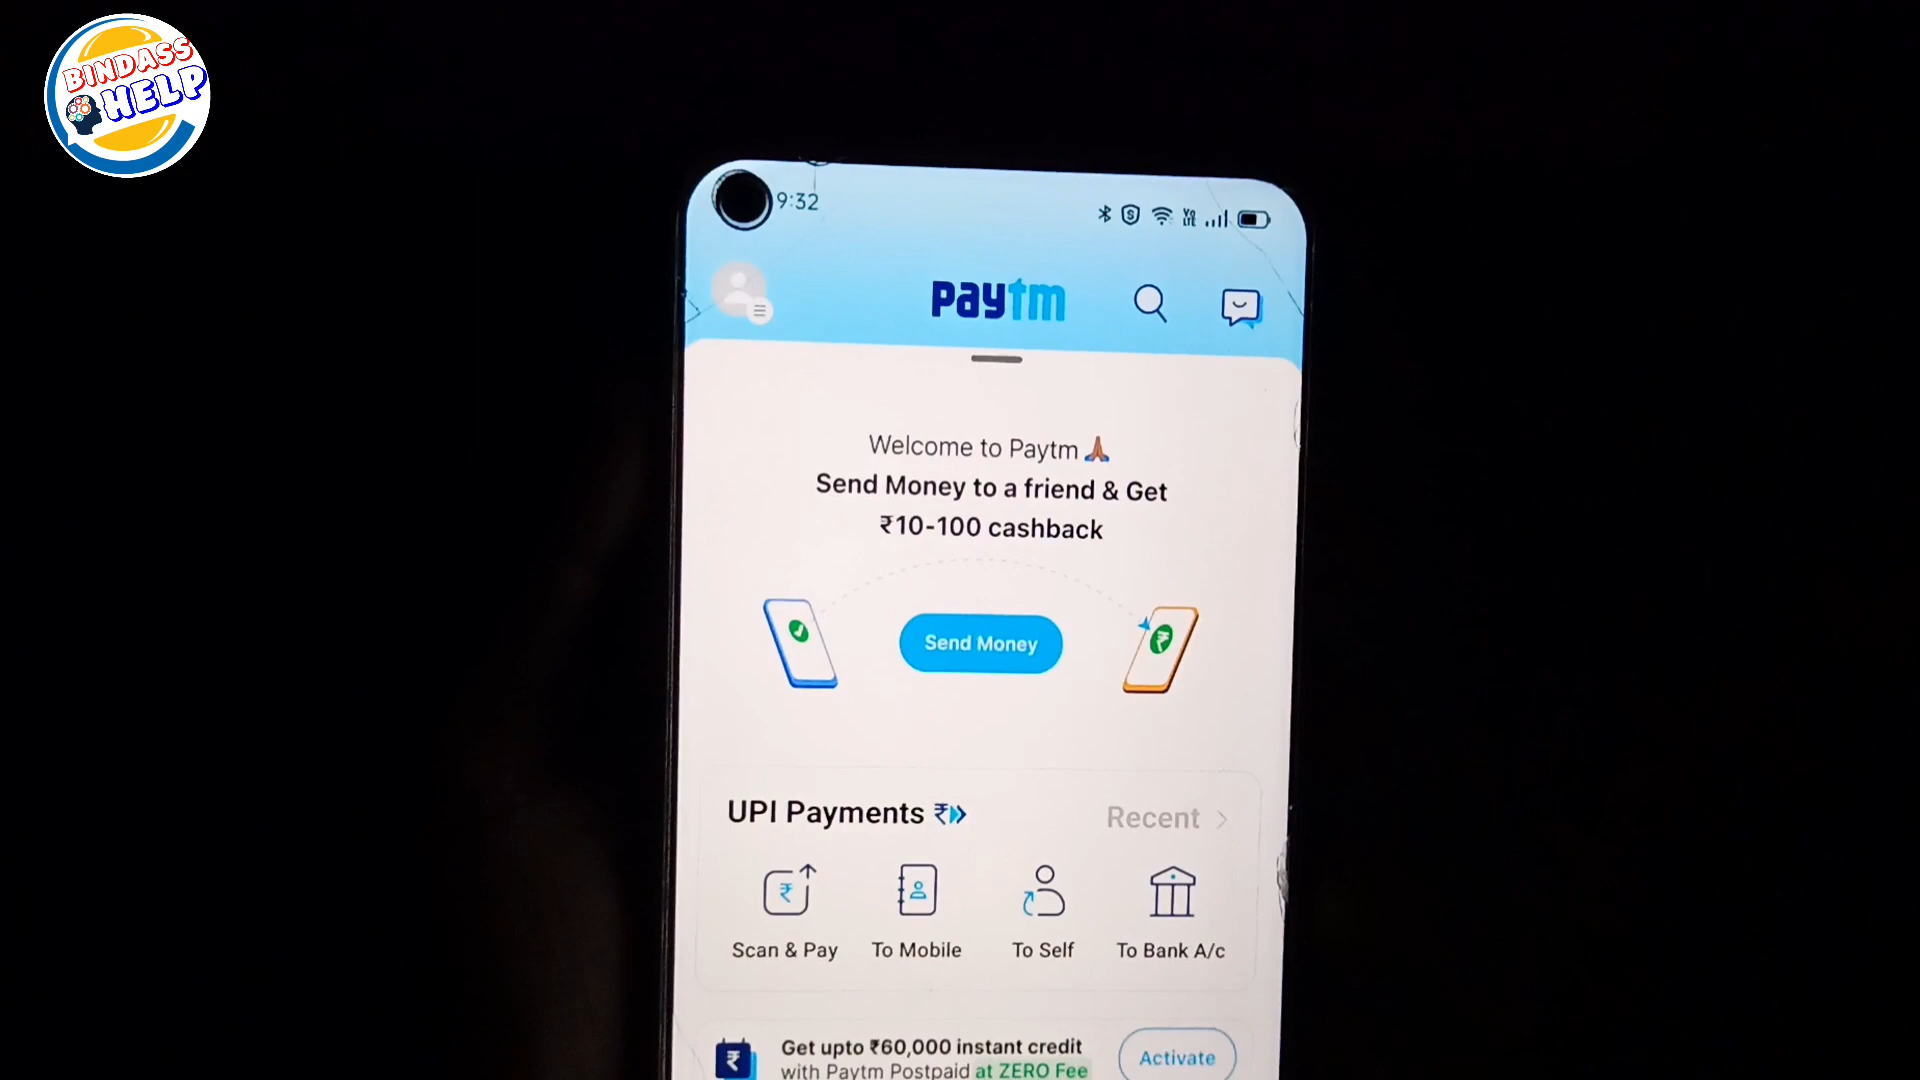 BINDASS
HELP
9:32
Vo
LTE
paytm
Welcome to Paytm 🙏🏽
Send Money to a friend & Get
₹10-100 cashback
Send Money
UPI Payments ₹
Recent >
₹
Scan & Pay
To Mobile
To Self
To Bank A/c
Get upto ₹60,000 instant credit
with Paytm Postpaid at ZERO Fee
Activate